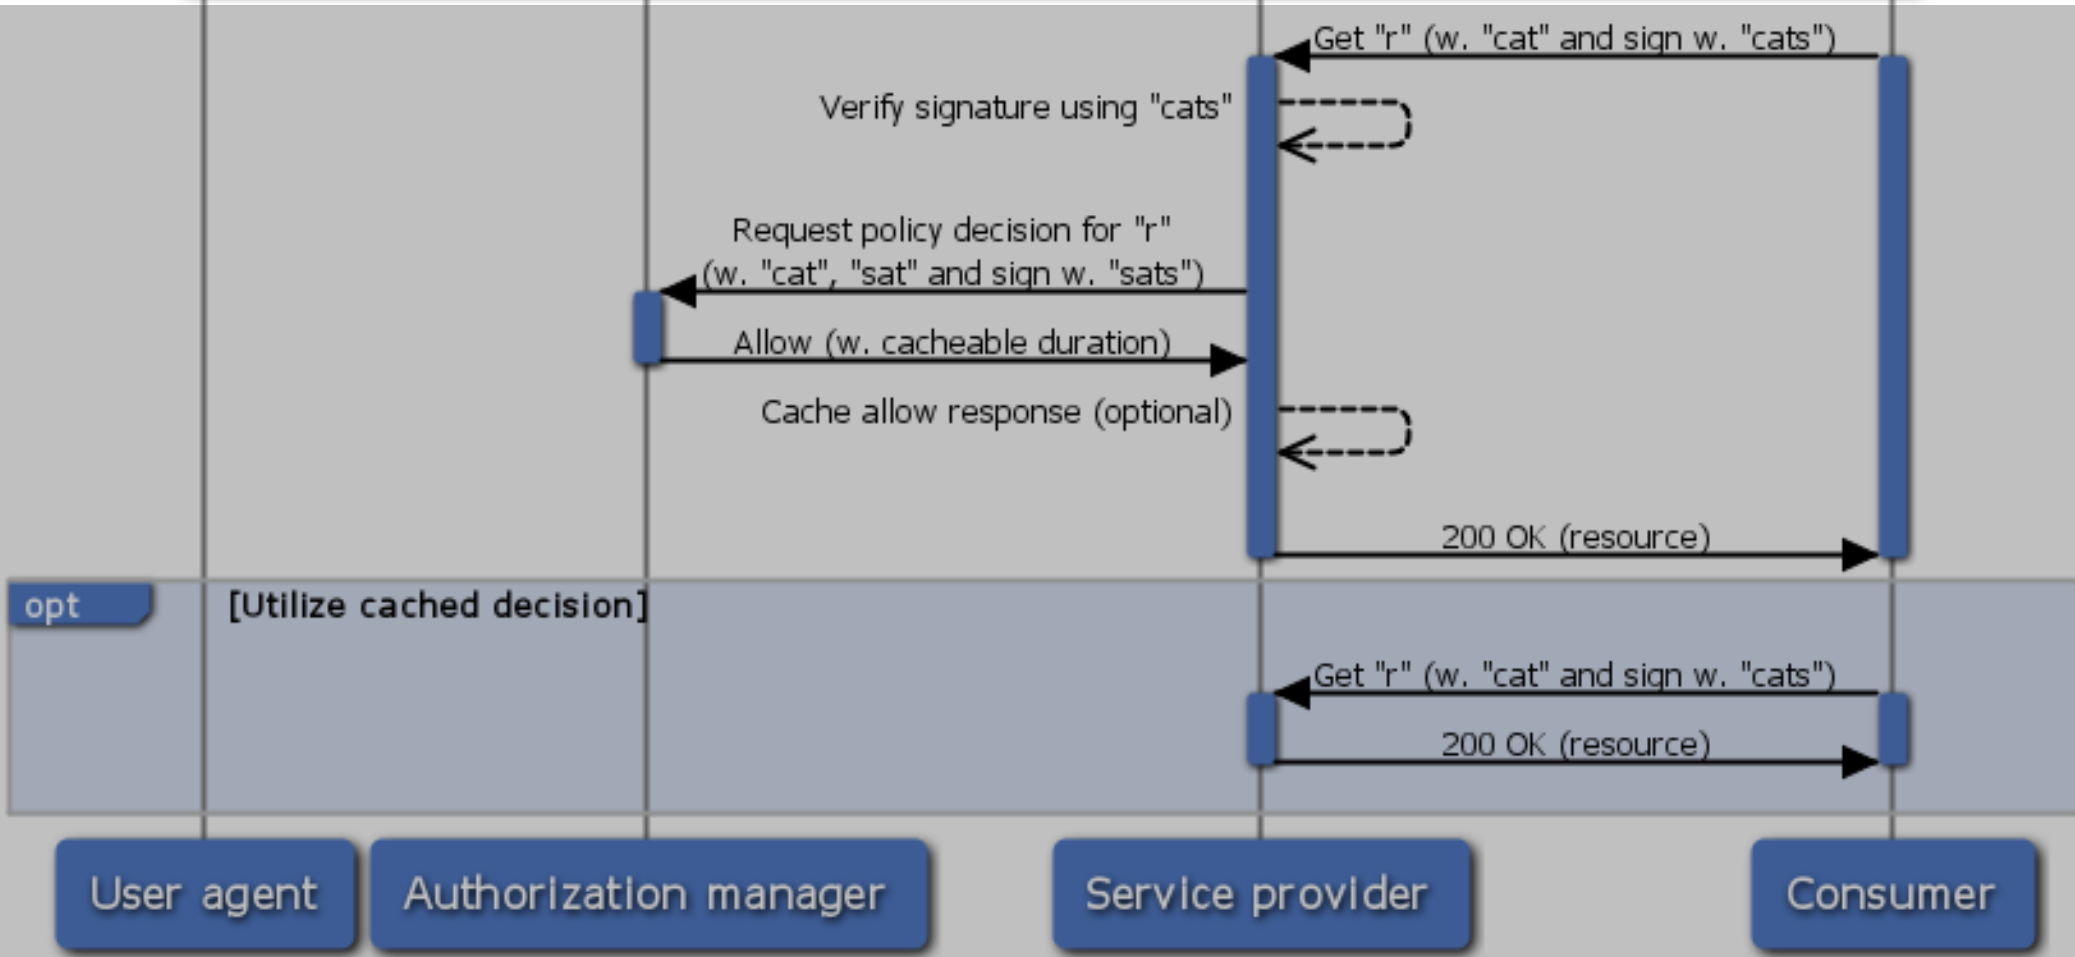 Get "r" (w. "cat" and sign w. "cats")
Verify signature using "cats"
Request policy decision for "r"
(w. "cat", "sat" and sign w. "sats")
Allow (w. cacheable duration)
Cache allow response (optional)
200 OK (resource)
opt [Utilize cached decision]
Get "r" (w. "cat" and sign w. "cats")
200 OK (resource)
User agent Authorization manager Service provider Consumer